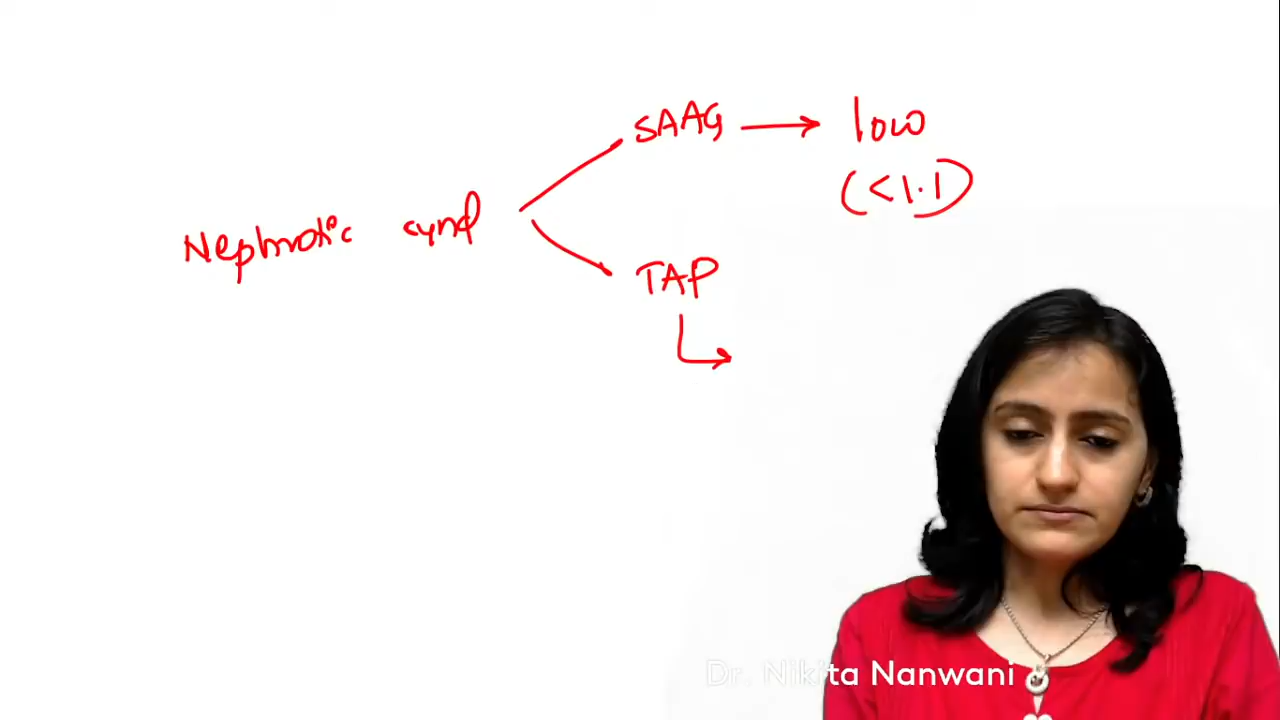 SAAG → low
(<1.1)
Nephrotic synd
TAP
Dr. Nikita Nanwani